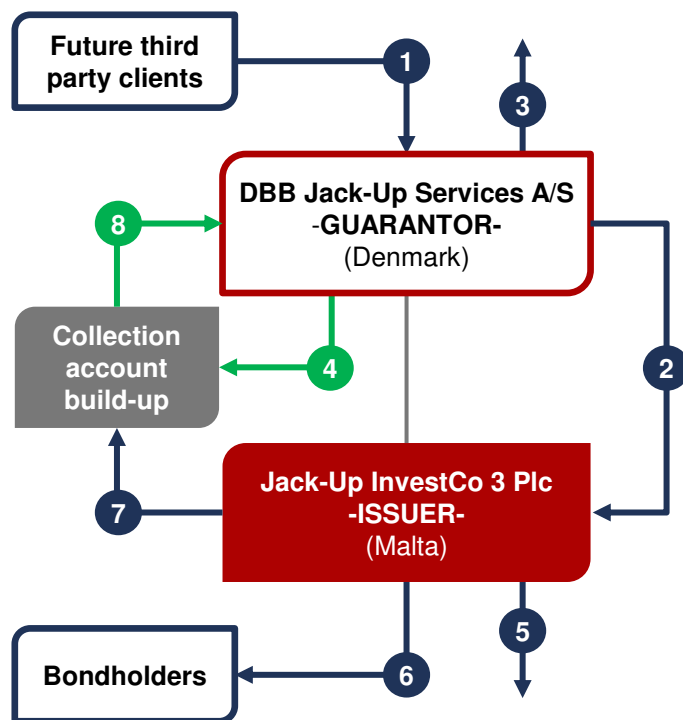 Future third
party clients
1
3
DBB Jack-Up Services A/S
-GUARANTOR-
(Denmark)
8
Collection
account
build-up
4
2
Jack-Up InvestCo 3 Plc
-ISSUER-
(Malta)
7
5
Bondholders
6